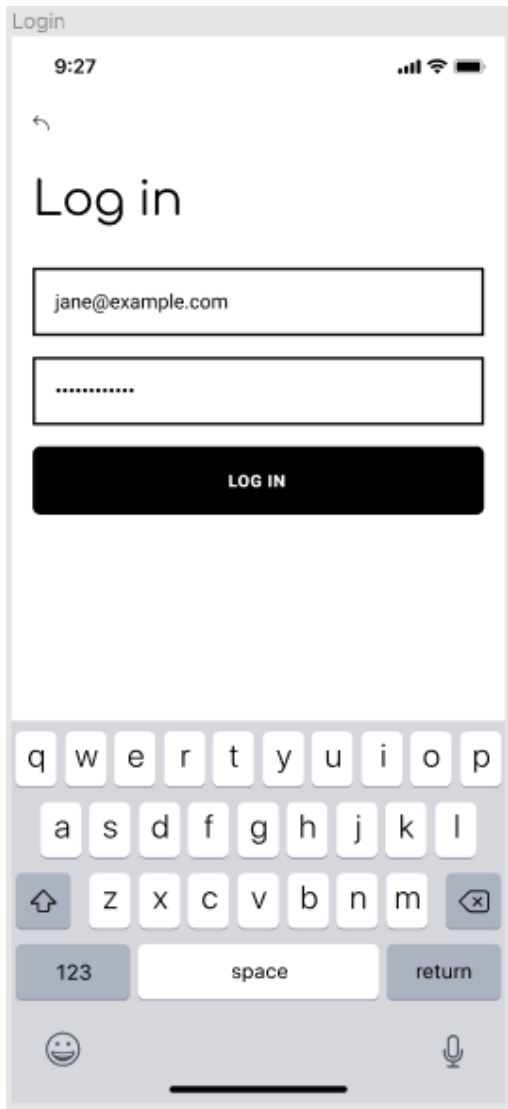 Login
9:27
Log in
jane@example.com
••••••••••••
LOG IN
q w e r t y u i o p
a s d f g h j k l
z x c v b n m
123 space return